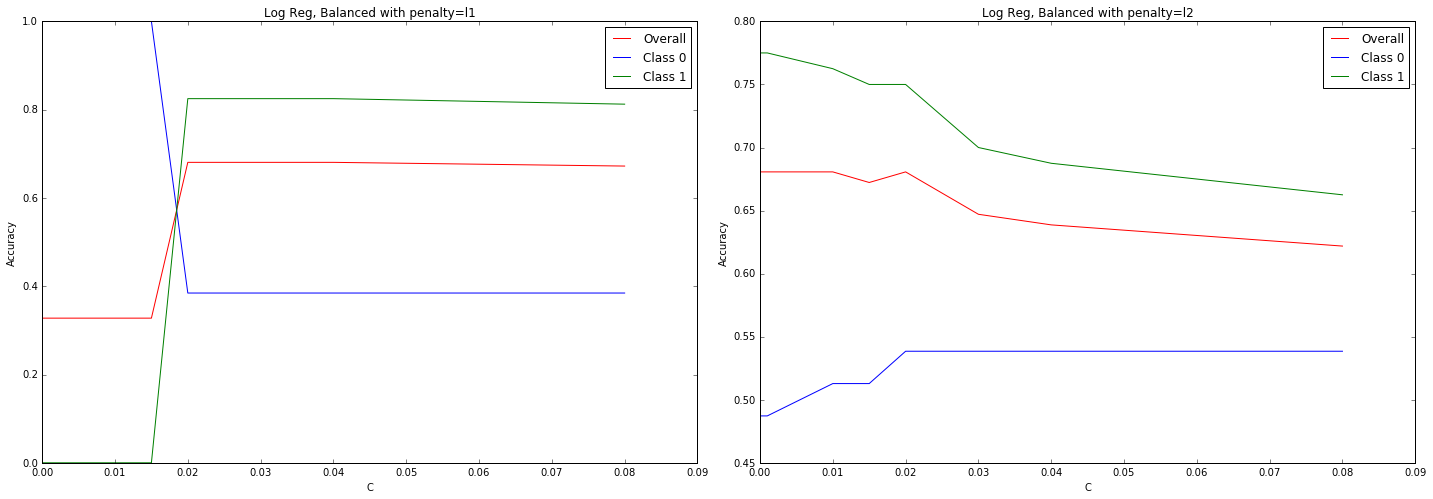 Log Reg, Balanced with penalty=l1
Overall
Class 0
Class 1
1.0
0.8
0.6
0.4
0.2
0.0
Accuracy
0.00 0.01 0.02 0.03 0.04 0.05 0.06 0.07 0.08 0.09
C
Log Reg, Balanced with penalty=l2
Overall
Class 0
Class 1
0.80
0.75
0.70
0.65
0.60
0.55
0.50
0.45
Accuracy
0.00 0.01 0.02 0.03 0.04 0.05 0.06 0.07 0.08 0.09
C